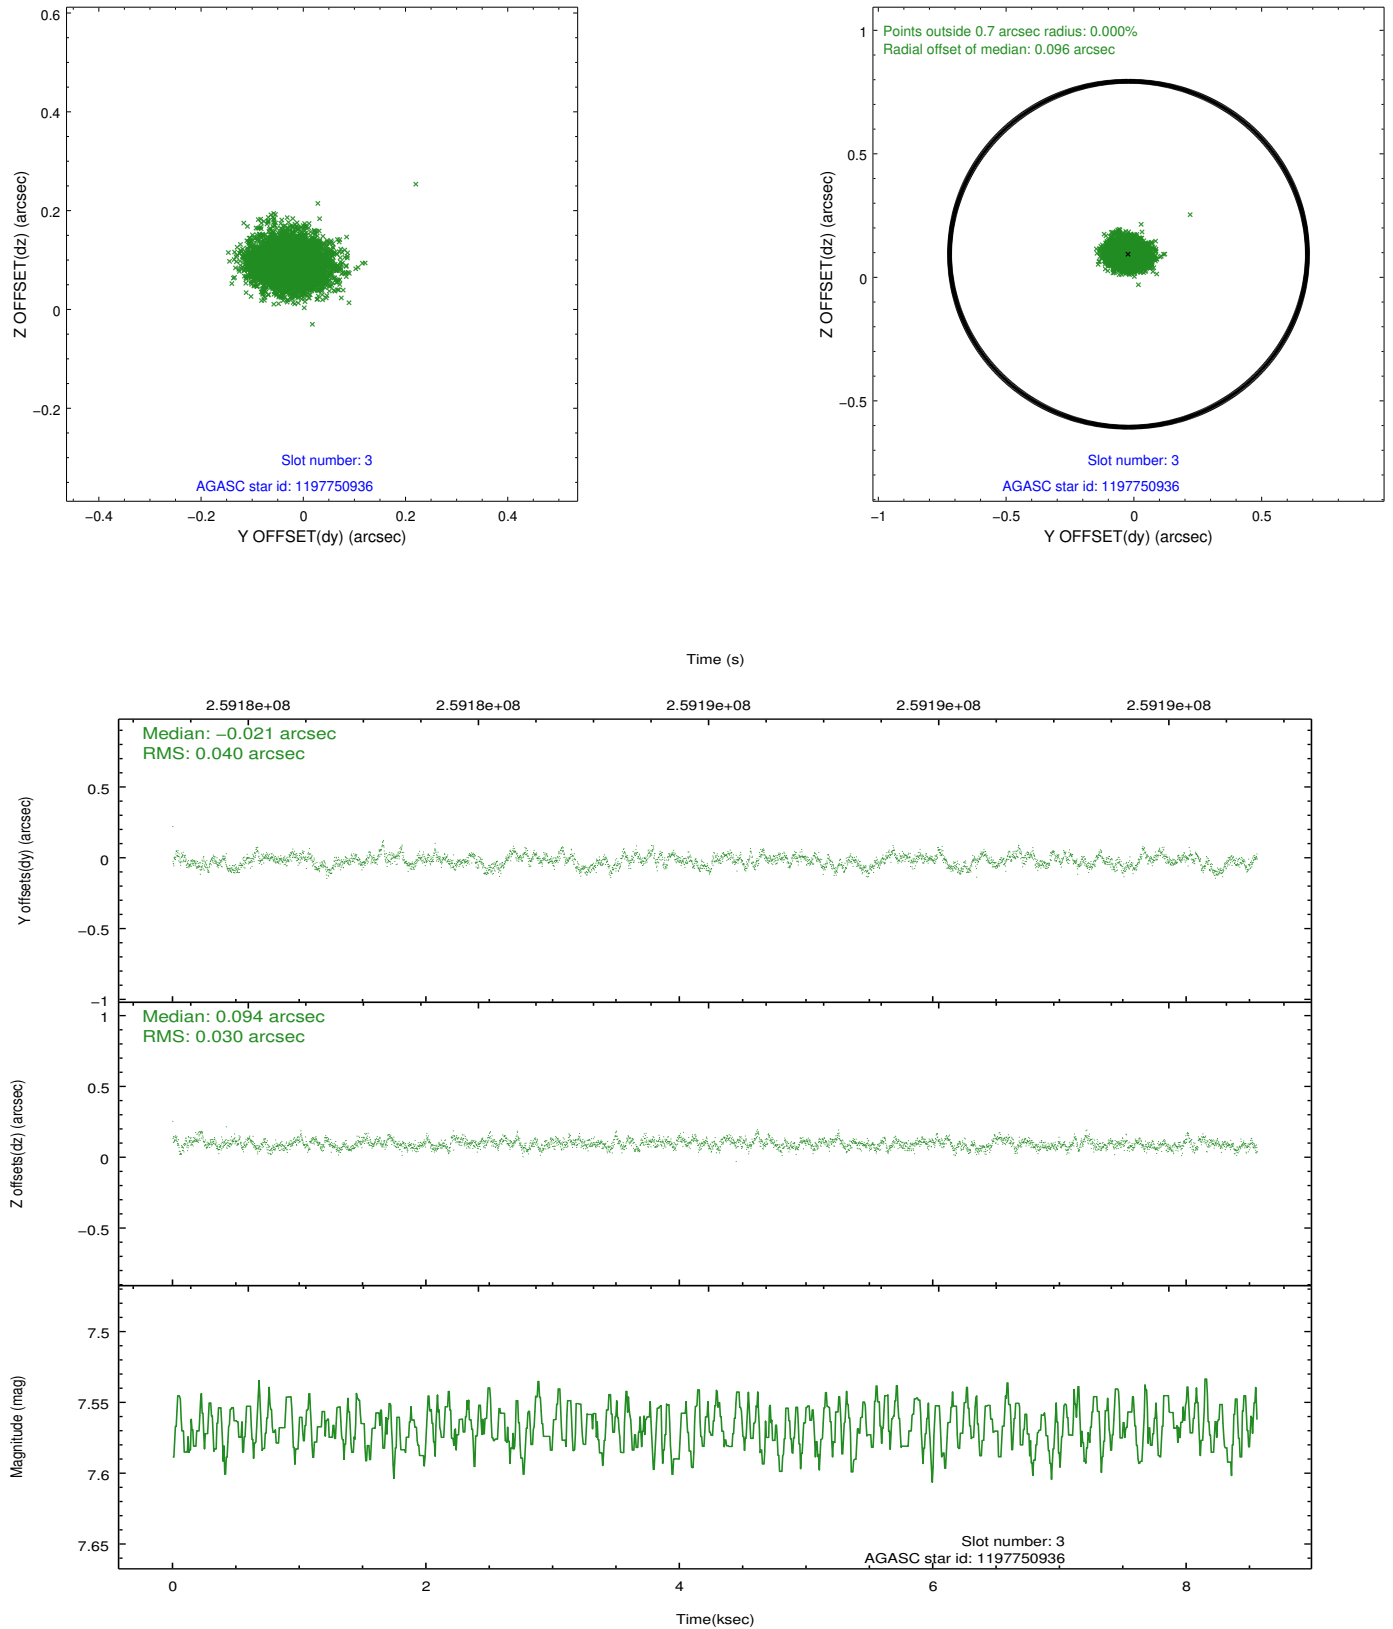 0.6
0.4
0.2
0
−0.2
Z OFFSET(dz) (arcsec)
Slot number: 3
AGASC star id: 1197750936
−0.4
−0.2
0
0.2
0.4
Y OFFSET(dy) (arcsec)
Points outside 0.7 arcsec radius: 0.000%
Radial offset of median: 0.096 arcsec
1
0.5
0
−0.5
Z OFFSET(dz) (arcsec)
Slot number: 3
AGASC star id: 1197750936
−1
−0.5
0
0.5
Y OFFSET(dy) (arcsec)
Time (s)
2.5918e+08
2.5918e+08
2.5919e+08
2.5919e+08
2.5919e+08
Median: −0.021 arcsec
RMS: 0.040 arcsec
0.5
0
−0.5
−1
Y offsets(dy) (arcsec)
Median: 0.094 arcsec
RMS: 0.030 arcsec
1
0.5
0
−0.5
Z offsets(dz) (arcsec)
7.5
7.55
7.6
7.65
Magnitude (mag)
Slot number: 3
AGASC star id: 1197750936
0
2
4
6
8
Time(ksec)